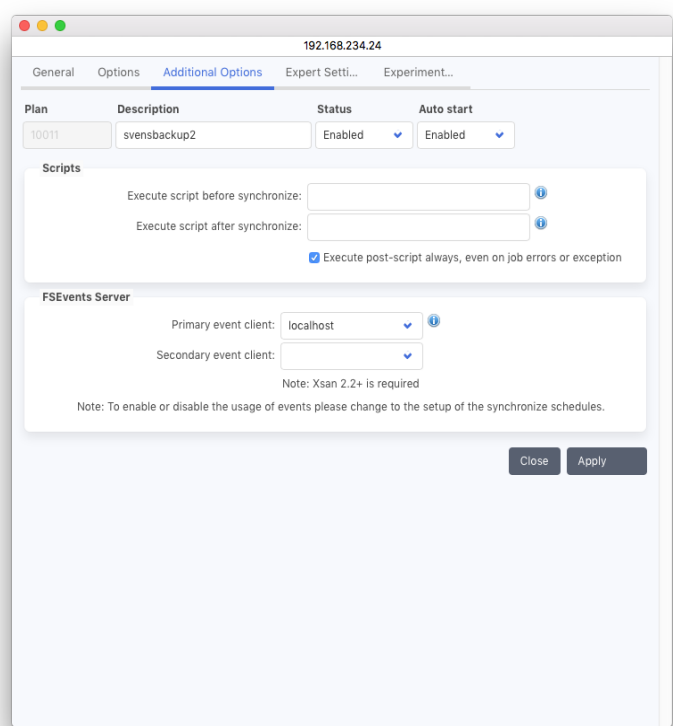 192.168.234.24
General Options Additional Options Expert Setti... Experiment...
Plan Description Status Auto start
10011 svensbackup2 Enabled Enabled
Scripts
Execute script before synchronize:
Execute script after synchronize:
Execute post-script always, even on job errors or exception
FSEvents Server
Primary event client: localhost
Secondary event client:
Note: Xsan 2.2+ is required
Note: To enable or disable the usage of events please change to the setup of the synchronize schedules.
Close Apply